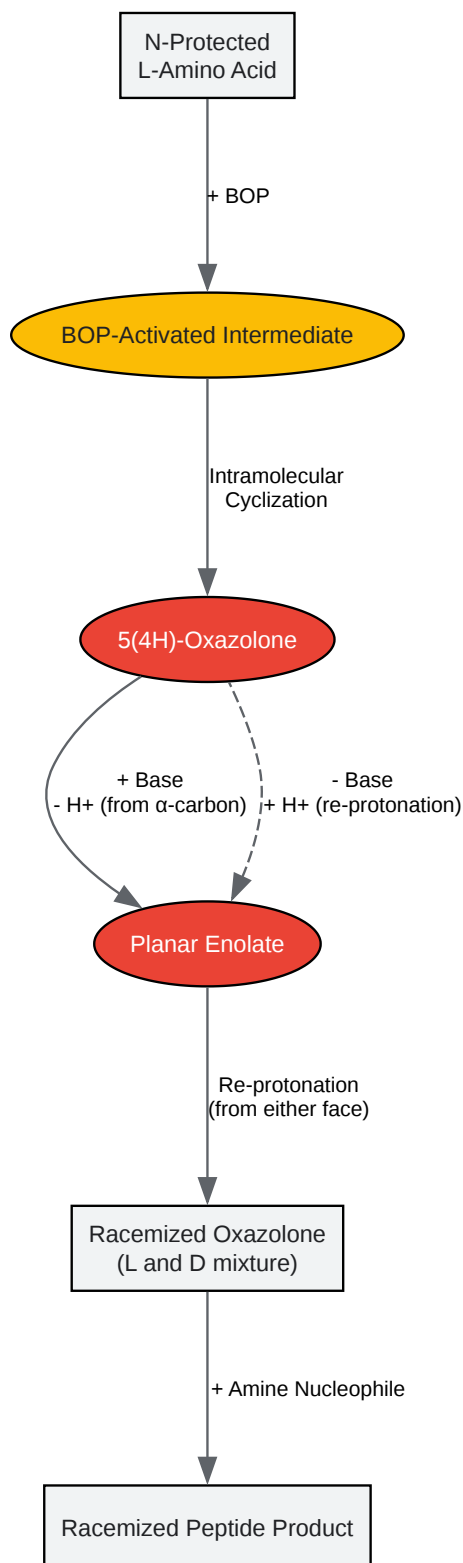 N-Protected
L-Amino Acid
+ BOP
BOP-Activated Intermediate
Intramolecular
Cyclization
5(4H)-Oxazolone
+ Base
- H+ (from α-carbon)
- Base
+ H+ (re-protonation)
Planar Enolate
Re-protonation
(from either face)
Racemized Oxazolone
(L and D mixture)
+ Amine Nucleophile
Racemized Peptide Product